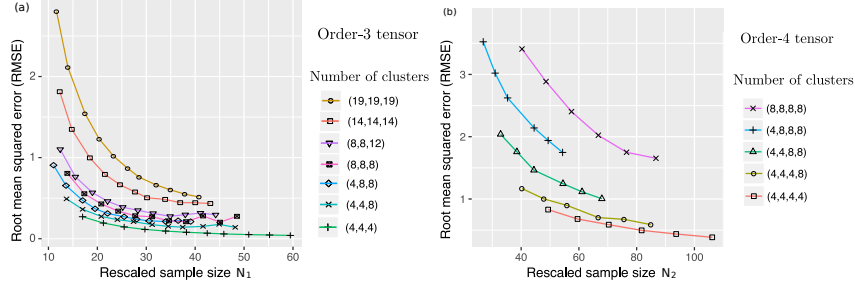 (a)
Root mean squared error (RMSE)
2
1
0
10 20 30 40 50 60
Rescaled sample size N₁
Order-3 tensor
Number of clusters
(19,19,19)
(14,14,14)
(8,8,12)
(8,8,8)
(4,8,8)
(4,4,8)
(4,4,4)
(b)
Root mean squared error (RMSE)
3
2
1
40 60 80 100
Rescaled sample size N₂
Order-4 tensor
Number of clusters
(8,8,8,8)
(4,8,8,8)
(4,4,8,8)
(4,4,4,8)
(4,4,4,4)